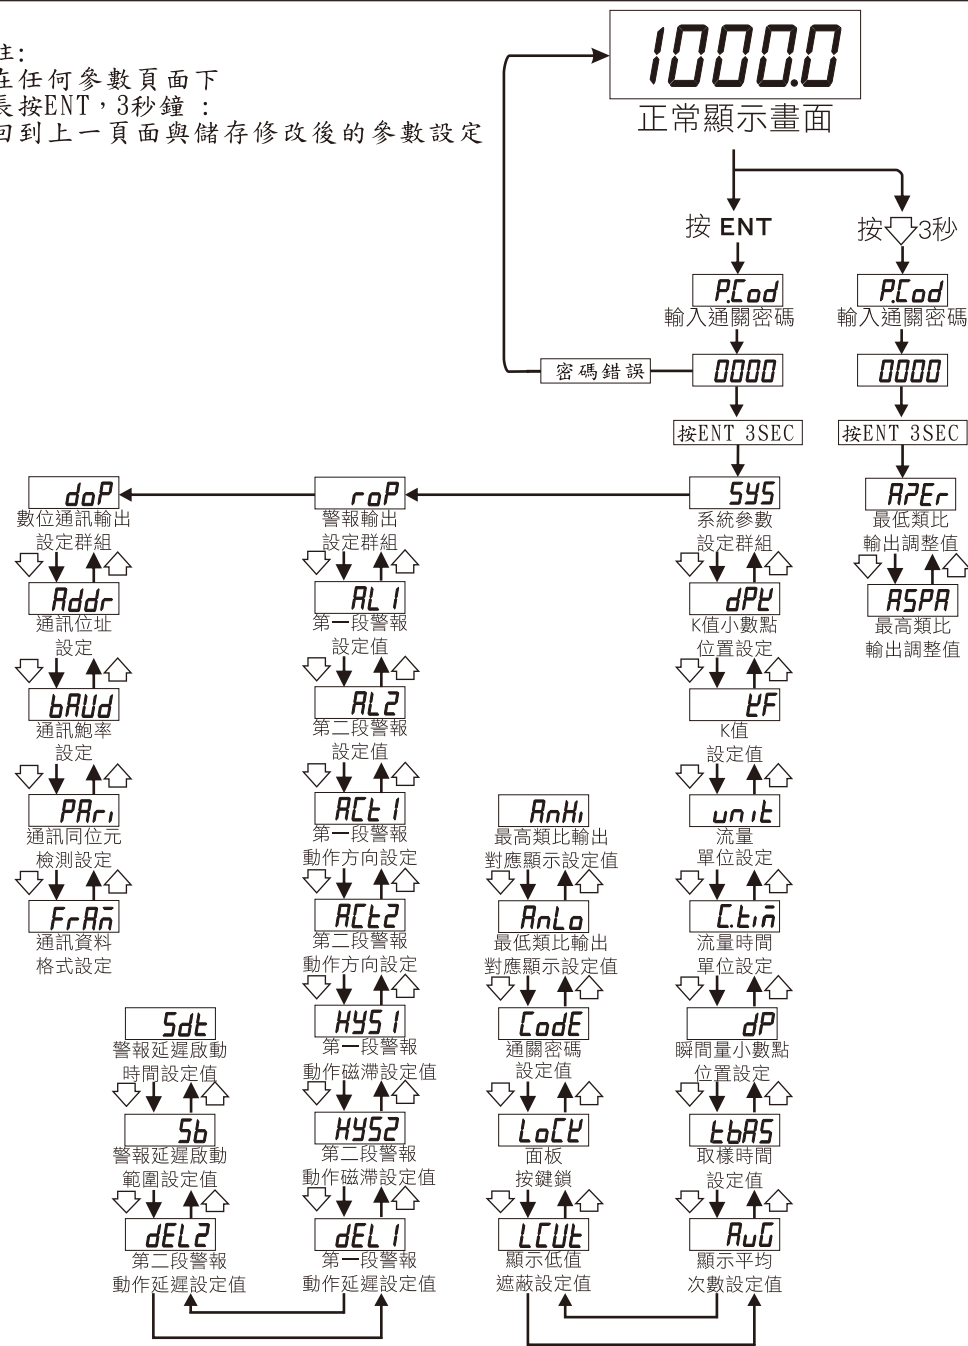 註:
在任何參數頁面下
長按ENT，3秒鐘：
回到上一頁面與儲存修改後的參數設定
1000.0
正常顯示畫面
按 ENT
按 3秒
P.Cod
輸入通關密碼
P.Cod
輸入通關密碼
密碼錯誤
0000
0000
按ENT 3SEC
按ENT 3SEC
doP
數位通訊輸出
設定群組
Addr
通訊位址
設定
bAUd
通訊鮑率
設定
PAri
通訊同位元
檢測設定
FrAm
通訊資料
格式設定
roP
警報輸出
設定群組
AL1
第一段警報
設定值
AL2
第二段警報
設定值
ACt1
第一段警報
動作方向設定
ACt2
第二段警報
動作方向設定
HYS1
第一段警報
動作磁滯設定值
HYS2
第二段警報
動作磁滯設定值
dEL1
第一段警報
動作延遲設定值
Sdt
警報延遲啟動
時間設定值
Sb
警報延遲啟動
範圍設定值
dEL2
第二段警報
動作延遲設定值
SYS
系統參數
設定群組
dPK
K值小數點
位置設定
KF
K值
設定值
unit
流量
單位設定
C.tim
流量時間
單位設定
dP
瞬間量小數點
位置設定
tbAS
取樣時間
設定值
AvG
顯示平均
次數設定值
AnHi
最高類比輸出
對應顯示設定值
AnLo
最低類比輸出
對應顯示設定值
CodE
通關密碼
設定值
LoCK
面板
按鍵鎖
LCUt
顯示低值
遮蔽設定值
AZEr
最低類比
輸出調整值
ASPA
最高類比
輸出調整值